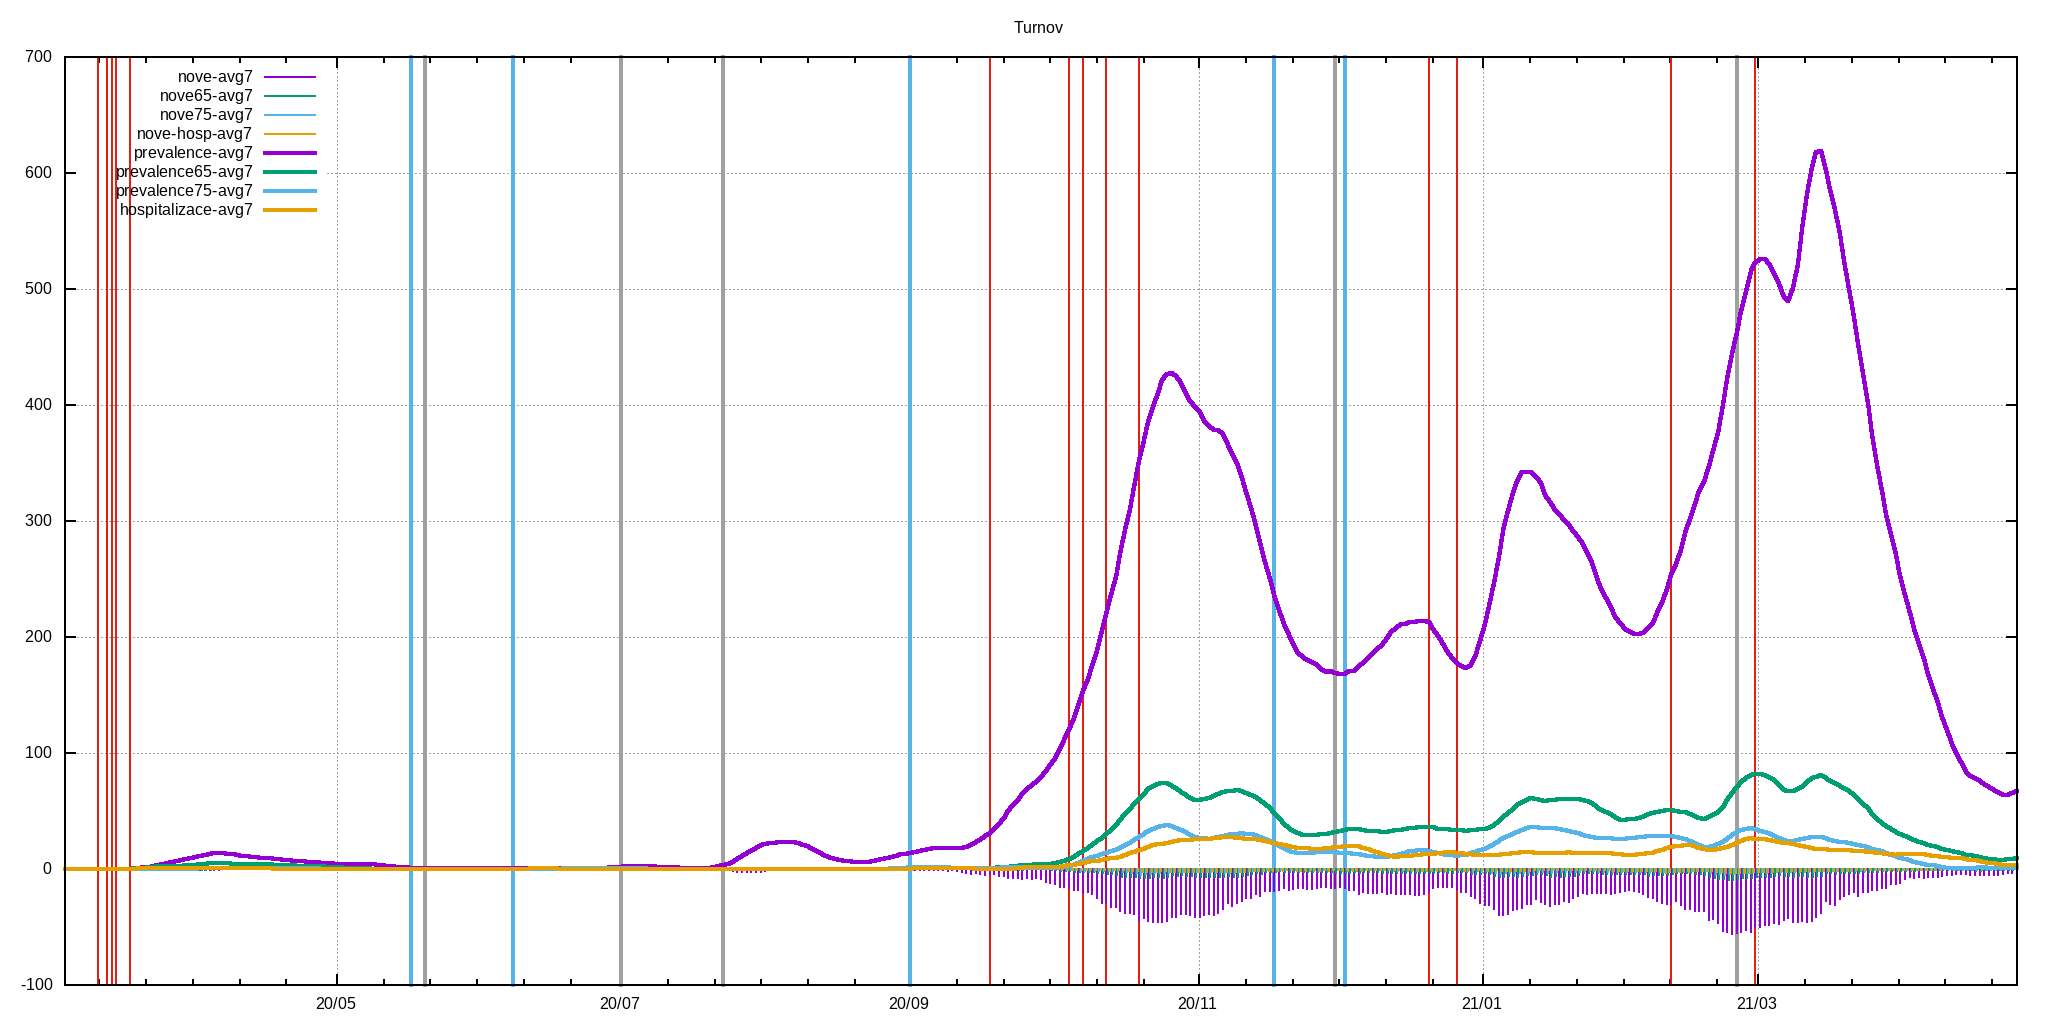 Turnov
700
600
500
400
300
200
100
0
-100
nove-avg7
nove65-avg7
nove75-avg7
nove-hosp-avg7
prevalence-avg7
prevalence65-avg7
prevalence75-avg7
hospitalizace-avg7
20/05 20/07 20/09 20/11 21/01 21/03